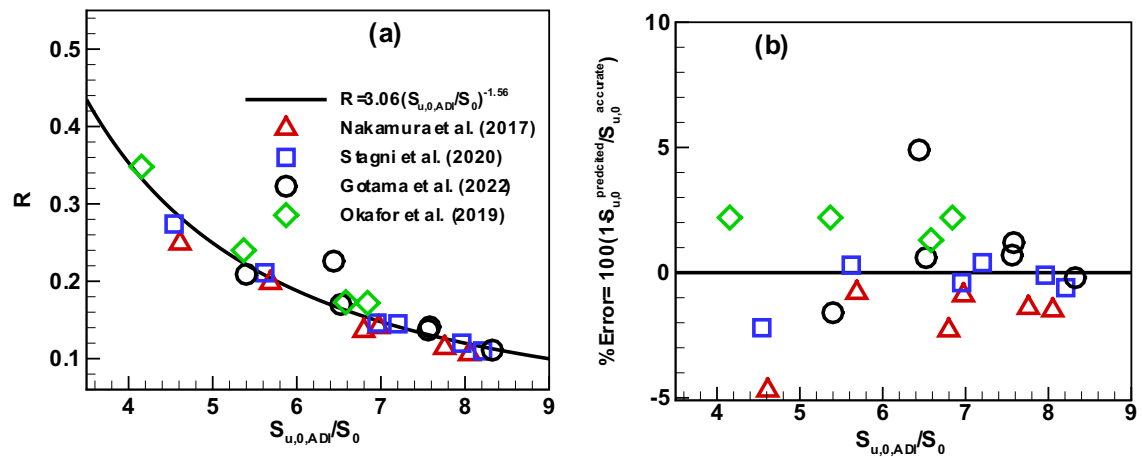 (a)
R=3.06(Su,0,ADI/S0)-1.56
Nakamura et al. (2017)
Stagni et al. (2020)
Gotama et al. (2022)
Okafor et al. (2019)
R
0.5
0.4
0.3
0.2
0.1
4 5 6 7 8 9
Su,0,ADI/S0
(b)
%Error= 100(1-Su,0predcited/Su,0accurate)
10
5
0
-5
4 5 6 7 8 9
Su,0,ADI/S0